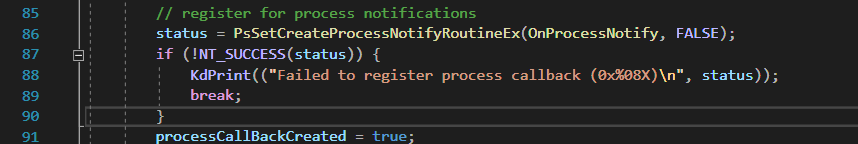 85 // register for process notifications
86 status = PsSetCreateProcessNotifyRoutineEx(OnProcessNotify, FALSE);
87 if (!NT_SUCCESS(status)) {
88 KdPrint(("Failed to register process callback (0x%08X)\n", status));
89 break;
90 }
91 processCallBackCreated = true;